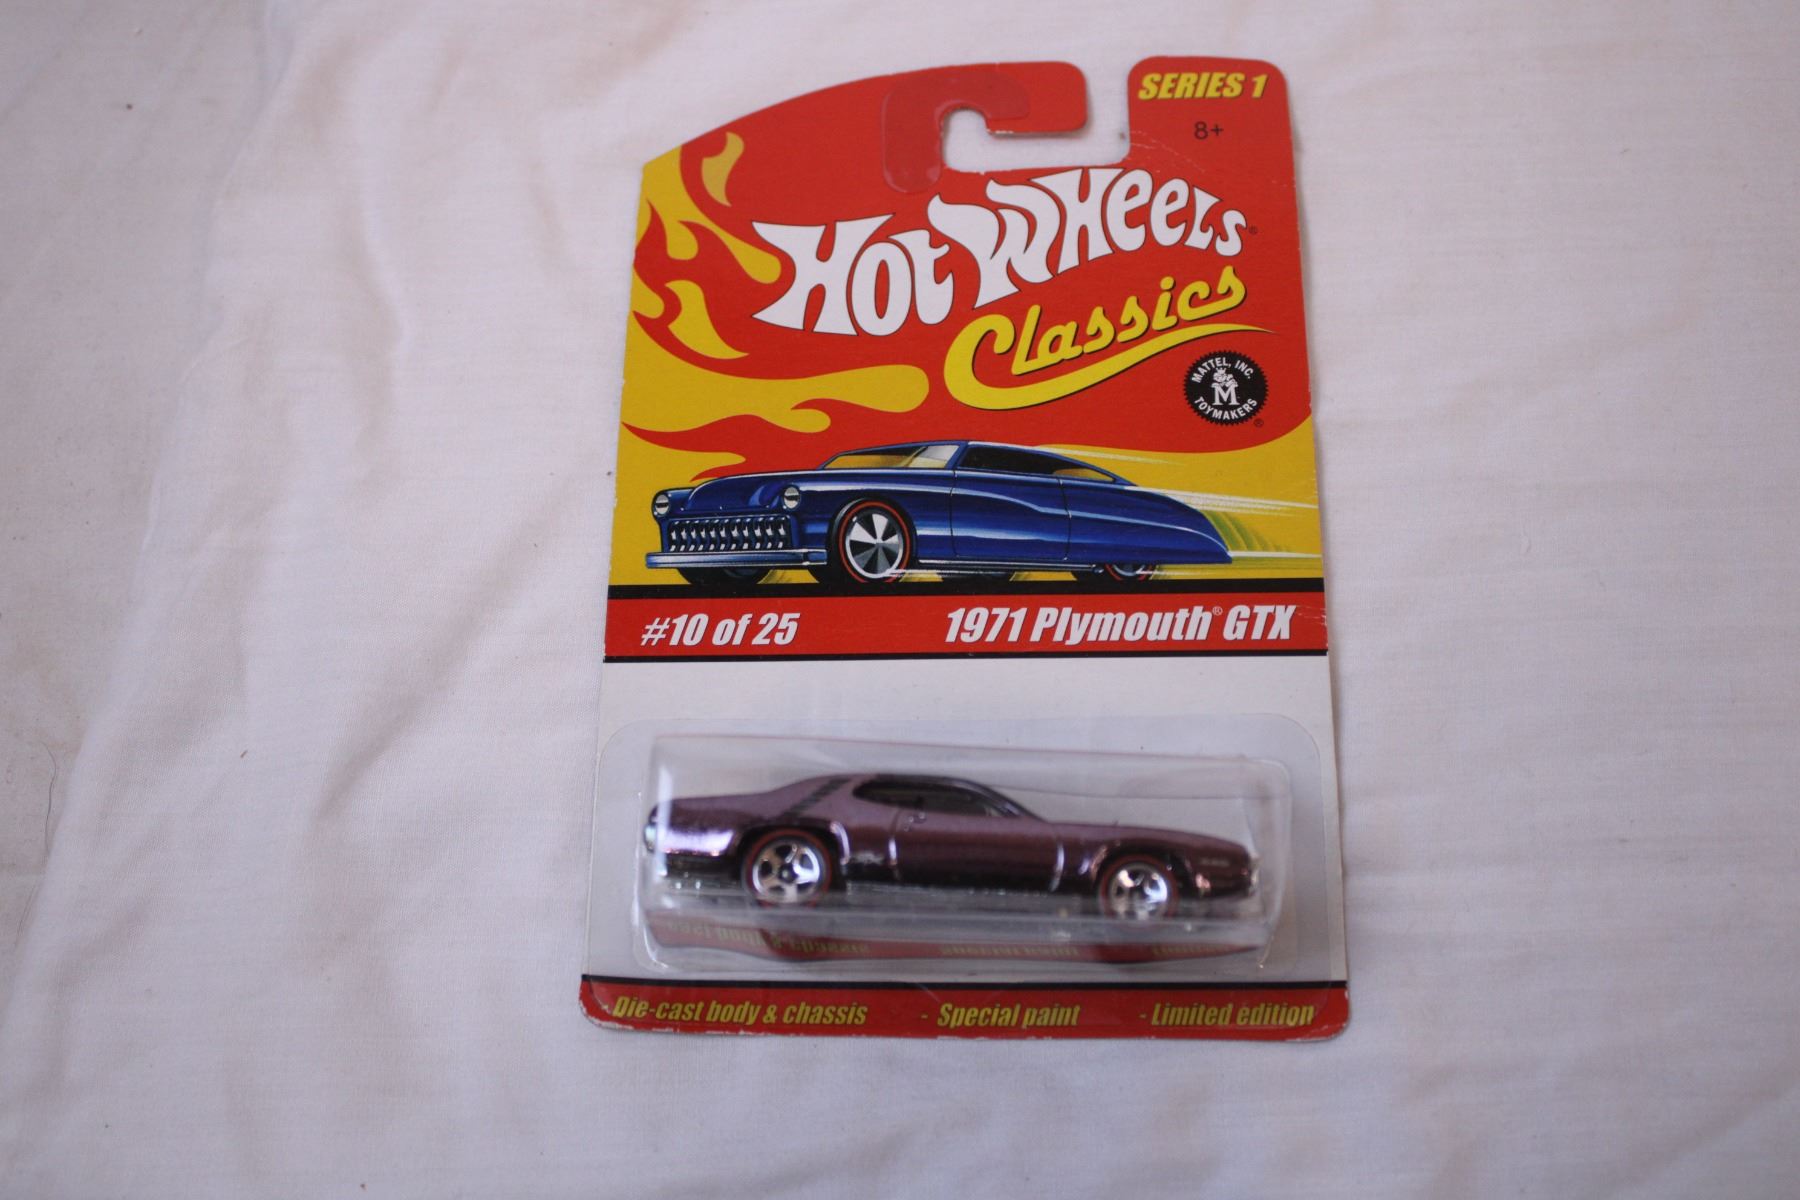 SERIES 1
8+
HOT WHEELS®
Classics
MATTEL, INC.
M
TOYMAKERS
®
#10 of 25
1971 Plymouth® GTX
- Die-cast body & chassis - Special paint - Limited edition